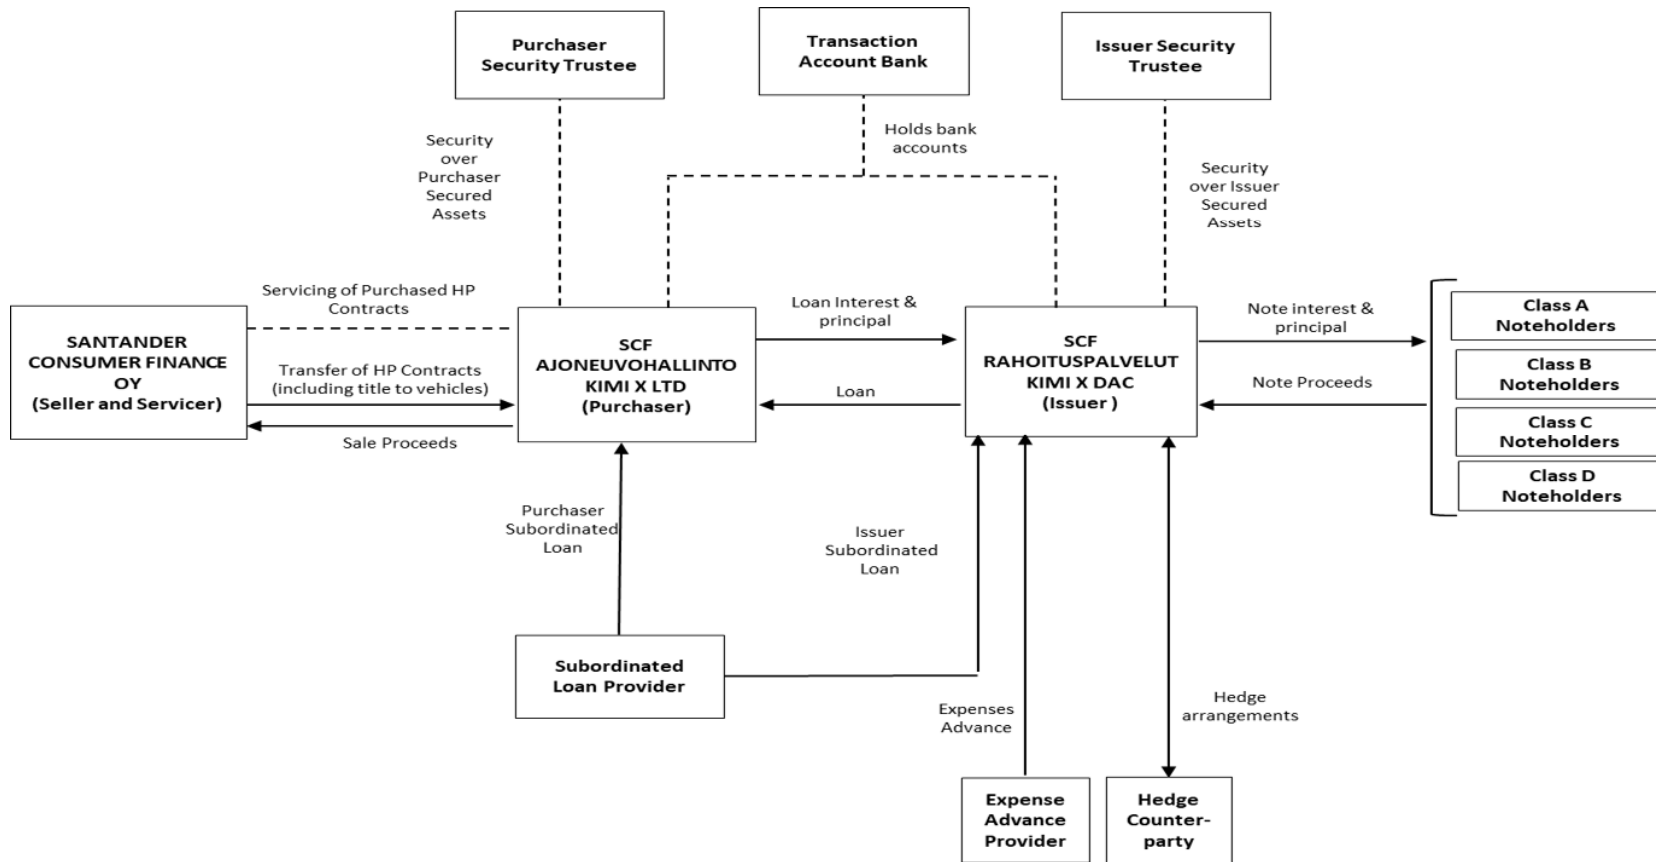 Purchaser
Security Trustee
Transaction
Account Bank
Issuer Security
Trustee
Security
over
Purchaser
Secured
Assets
Holds bank
accounts
Security
over Issuer
Secured
Assets
Servicing of Purchased HP
Contracts
SANTANDER
CONSUMER FINANCE
OY
(Seller and Servicer)
Transfer of HP Contracts
(including title to vehicles)
Sale Proceeds
SCF
AJONEUVOHALLINTO
KIMI X LTD
(Purchaser)
Loan Interest &
principal
Loan
SCF
RAHOITUSPALVELUT
KIMI X DAC
(Issuer )
Note interest &
principal
Note Proceeds
Class A
Noteholders
Class B
Noteholders
Class C
Noteholders
Class D
Noteholders
Purchaser
Subordinated
Loan
Issuer
Subordinated
Loan
Subordinated
Loan Provider
Expenses
Advance
Hedge
arrangements
Expense
Advance
Provider
Hedge
Counter-
party